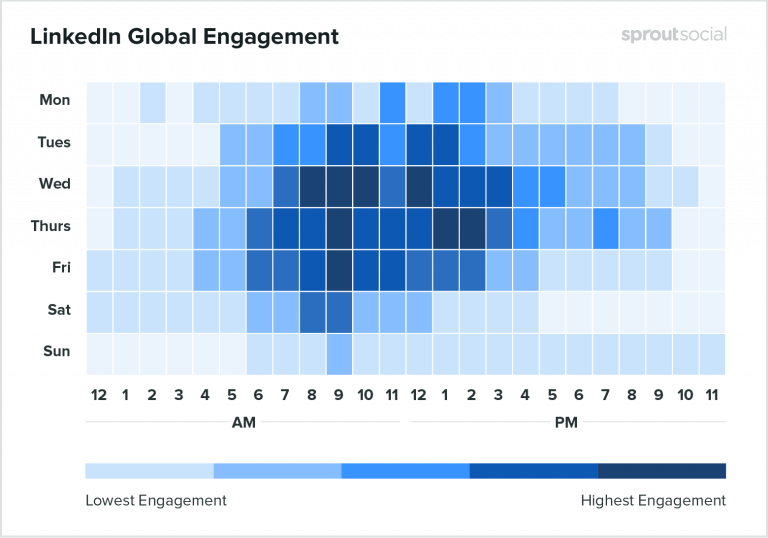 LinkedIn Global Engagement
sproutsocial
Mon
Tues
Wed
Thurs
Fri
Sat
Sun
12 1 2 3 4 5 6 7 8 9 10 11 12 1 2 3 4 5 6 7 8 9 10 11
AM PM
Lowest Engagement Highest Engagement